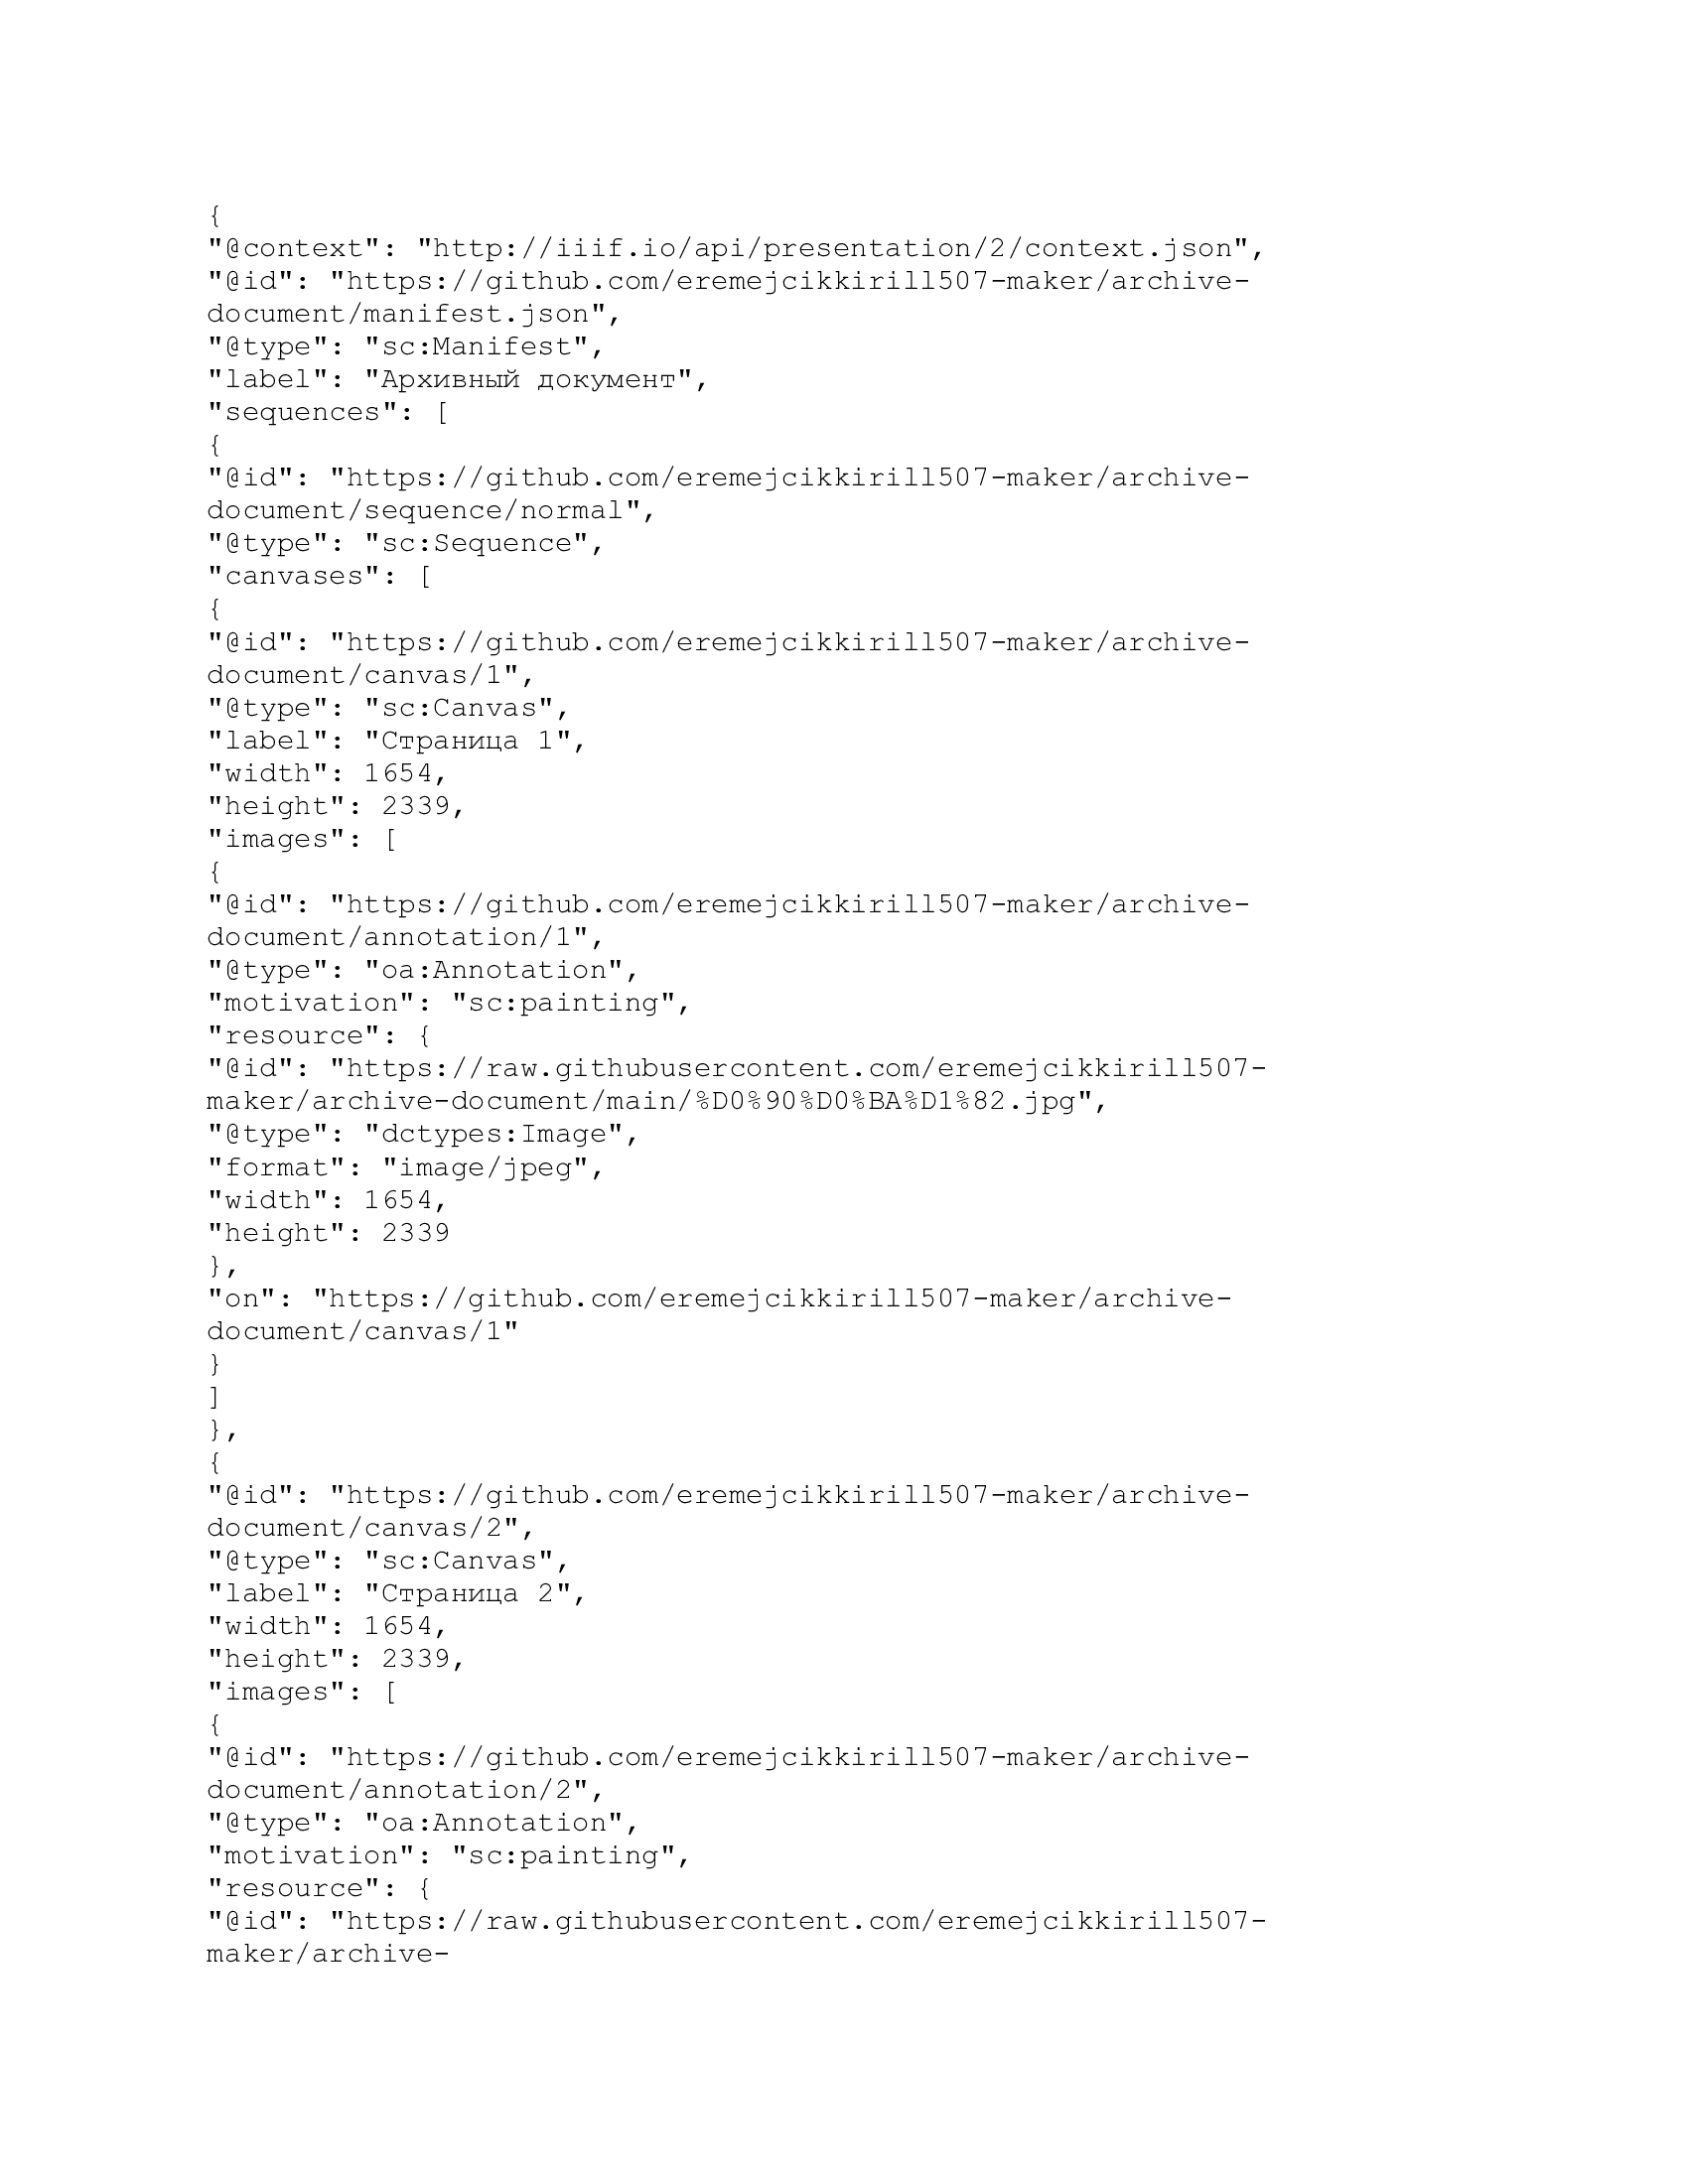 {
"@context": "http://iiif.io/api/presentation/2/context.json",
"@id": "https://github.com/eremejcikkirill507-maker/archive-
document/manifest.json",
"@type": "sc:Manifest",
"label": "Архивный документ",
"sequences": [
{
"@id": "https://github.com/eremejcikkirill507-maker/archive-
document/sequence/normal",
"@type": "sc:Sequence",
"canvases": [
{
"@id": "https://github.com/eremejcikkirill507-maker/archive-
document/canvas/1",
"@type": "sc:Canvas",
"label": "Страница 1",
"width": 1654,
"height": 2339,
"images": [
{
"@id": "https://github.com/eremejcikkirill507-maker/archive-
document/annotation/1",
"@type": "oa:Annotation",
"motivation": "sc:painting",
"resource": {
"@id": "https://raw.githubusercontent.com/eremejcikkirill507-
maker/archive-document/main/%D0%90%D0%BA%D1%82.jpg",
"@type": "dctypes:Image",
"format": "image/jpeg",
"width": 1654,
"height": 2339
},
"on": "https://github.com/eremejcikkirill507-maker/archive-
document/canvas/1"
}
]
},
{
"@id": "https://github.com/eremejcikkirill507-maker/archive-
document/canvas/2",
"@type": "sc:Canvas",
"label": "Страница 2",
"width": 1654,
"height": 2339,
"images": [
{
"@id": "https://github.com/eremejcikkirill507-maker/archive-
document/annotation/2",
"@type": "oa:Annotation",
"motivation": "sc:painting",
"resource": {
"@id": "https://raw.githubusercontent.com/eremejcikkirill507-
maker/archive-